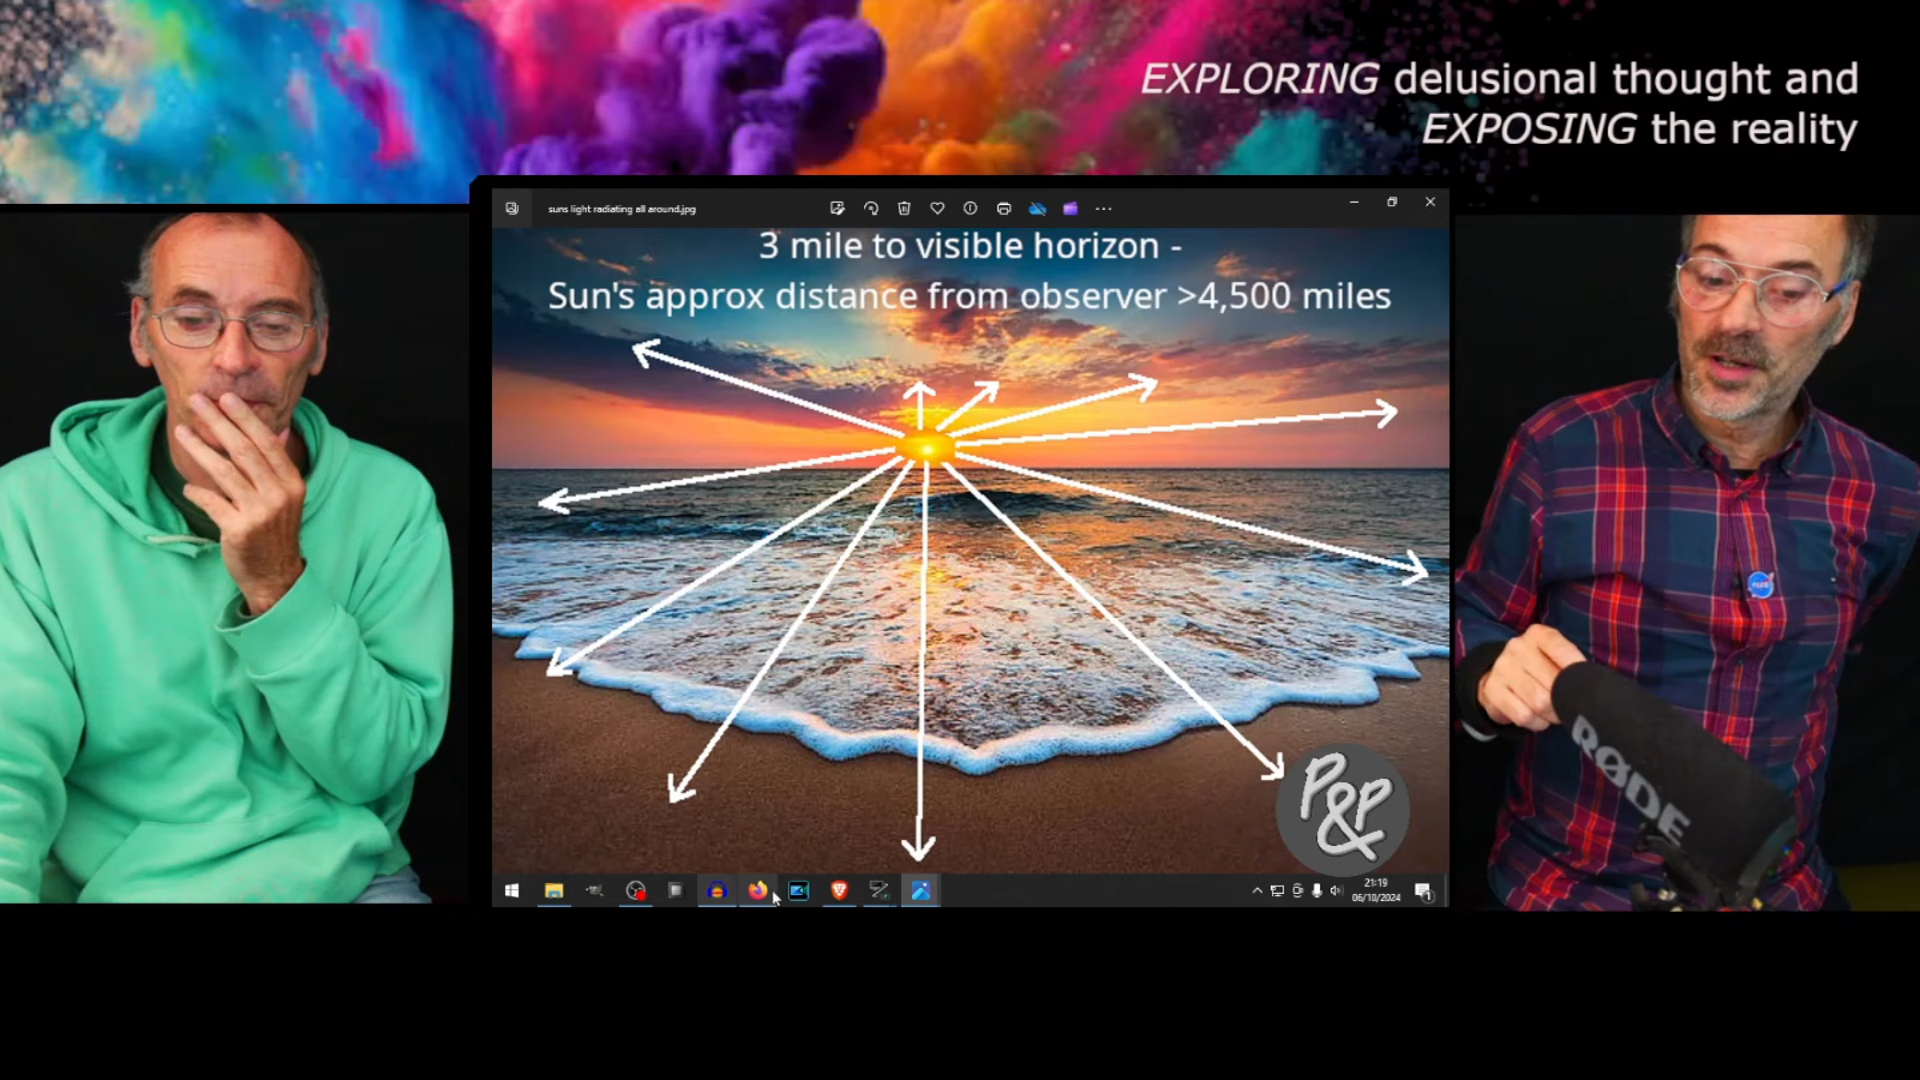 EXPLORING delusional thought and
EXPOSING the reality
suns light radiating all around.jpg
3 mile to visible horizon -
Sun's approx distance from observer >4,500 miles
P&P
RØDE
21:19
06/10/2024
1